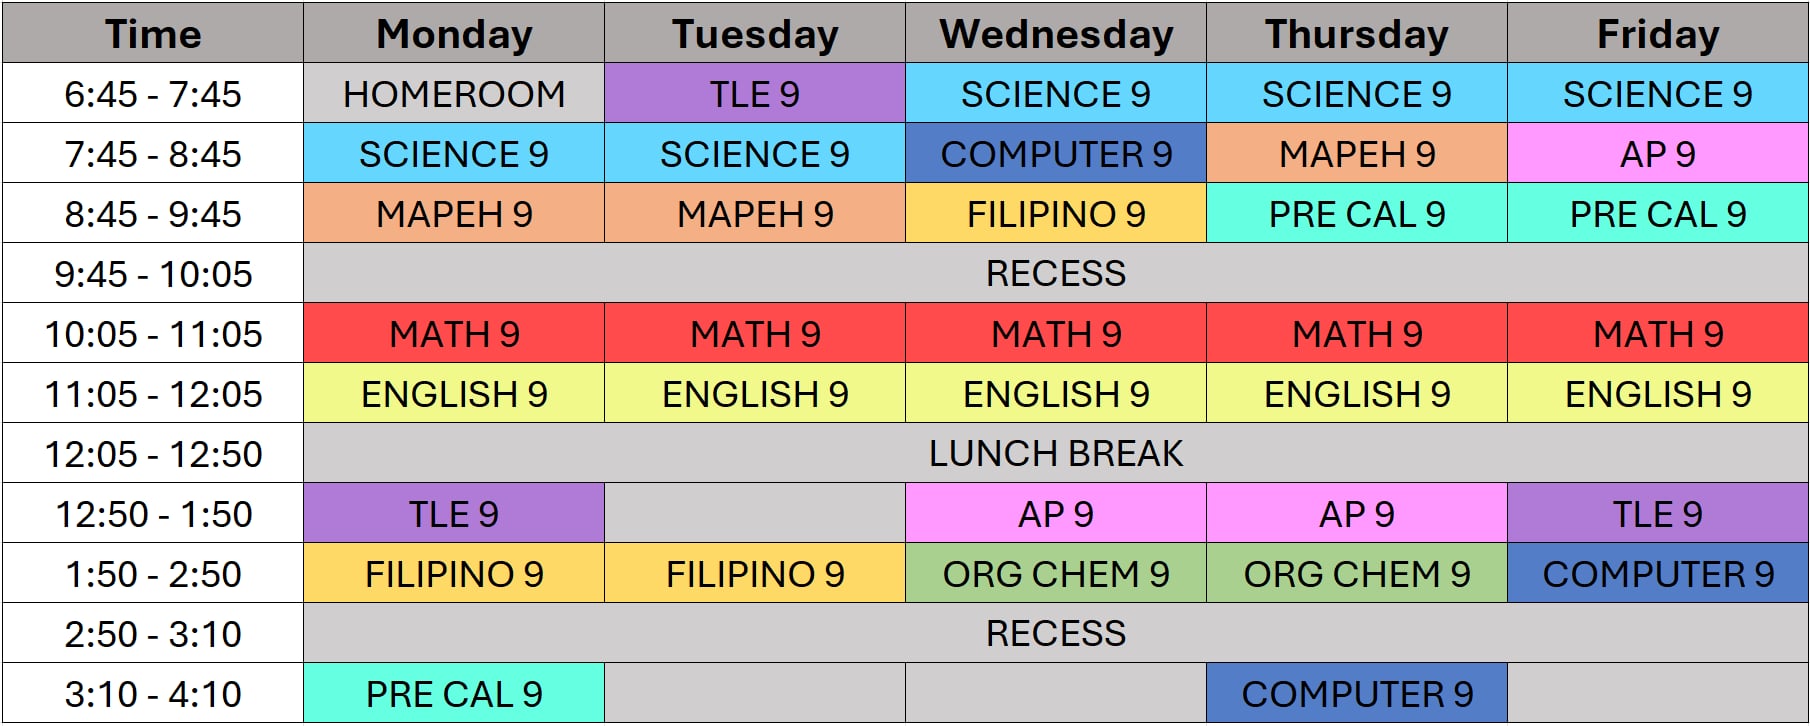 Time Monday Tuesday Wednesday Thursday Friday
6:45 - 7:45 HOMEROOM TLE 9 SCIENCE 9 SCIENCE 9 SCIENCE 9
7:45 - 8:45 SCIENCE 9 SCIENCE 9 COMPUTER 9 MAPEH 9 AP 9
8:45 - 9:45 MAPEH 9 MAPEH 9 FILIPINO 9 PRE CAL 9 PRE CAL 9
9:45 - 10:05 RECESS
10:05 - 11:05 MATH 9 MATH 9 MATH 9 MATH 9 MATH 9
11:05 - 12:05 ENGLISH 9 ENGLISH 9 ENGLISH 9 ENGLISH 9 ENGLISH 9
12:05 - 12:50 LUNCH BREAK
12:50 - 1:50 TLE 9 AP 9 AP 9 TLE 9
1:50 - 2:50 FILIPINO 9 FILIPINO 9 ORG CHEM 9 ORG CHEM 9 COMPUTER 9
2:50 - 3:10 RECESS
3:10 - 4:10 PRE CAL 9 COMPUTER 9